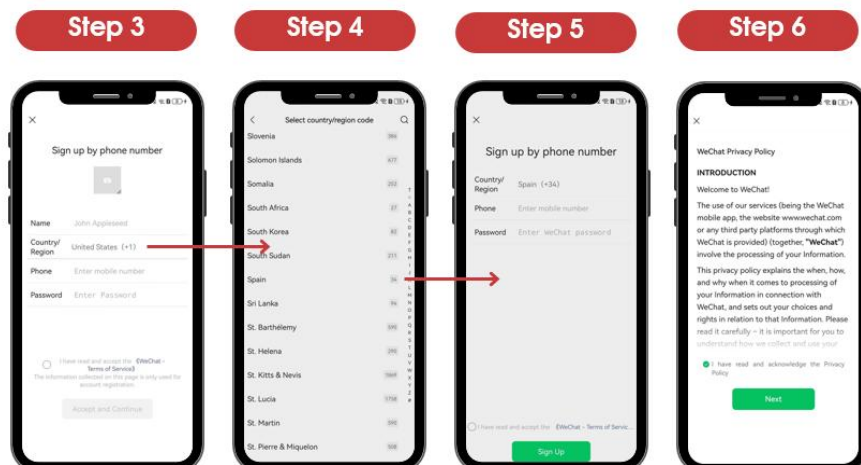 Step 3
Step 4
Step 5
Step 6
Sign up by phone number
Name John Appleseed
Country/
Region United States (+1)
Phone Enter mobile number
Password Enter Password
I have read and accept the 《WeChat -
Terms of Service》
The information collected on this page is only used for
account registration.
Accept and Continue
Select country/region code
Slovenia 386
Solomon Islands 677
Somalia 252
South Africa 27
South Korea 82
South Sudan 211
Spain 34
Sri Lanka 94
St. Barthélemy 590
St. Helena 290
St. Kitts & Nevis 1869
St. Lucia 1758
St. Martin 590
St. Pierre & Miquelon 508
Sign up by phone number
Country/
Region Spain (+34)
Phone Enter mobile number
Password Enter WeChat password
I have read and accept the 《WeChat - Terms of Servic...
Sign Up
WeChat Privacy Policy
INTRODUCTION
Welcome to WeChat!
The use of our services (being the WeChat
mobile app, the website www.wechat.com
or any third party platforms through which
WeChat is provided) (together, "WeChat")
involve the processing of your Information.
This privacy policy explains the when, how,
and why when it comes to processing of
your Information in connection with
WeChat, and sets out your choices and
rights in relation to that Information. Please
read it carefully – it is important for you to
understand how we collect and use your
I have read and acknowledge the Privacy
Policy
Next